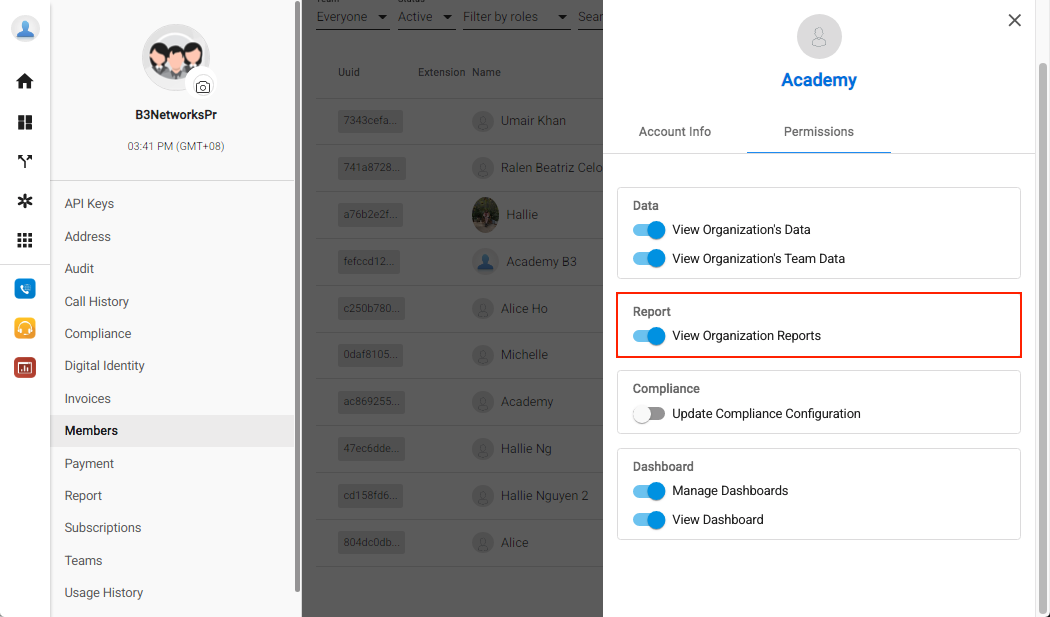 B3NetworksPr
03:41 PM (GMT+08)
API Keys
Address
Audit
Call History
Compliance
Digital Identity
Invoices
Members
Payment
Report
Subscriptions
Teams
Usage History
Everyone Active Filter by roles
Uuid Extension Name
7343cefa... Umair Khan
741a8728... Ralen Beatriz Celo
a76b2e2f... Hallie
fefccd12... Academy B3
c250b780... Alice Ho
0daf8105... Michelle
ac869255... Academy
47ec6dde... Hallie Ng
cd158fd6... Hallie Nguyen 2
804dc0db... Alice
Academy
Account Info Permissions
Data
View Organization's Data
View Organization's Team Data
Report
View Organization Reports
Compliance
Update Compliance Configuration
Dashboard
Manage Dashboards
View Dashboard